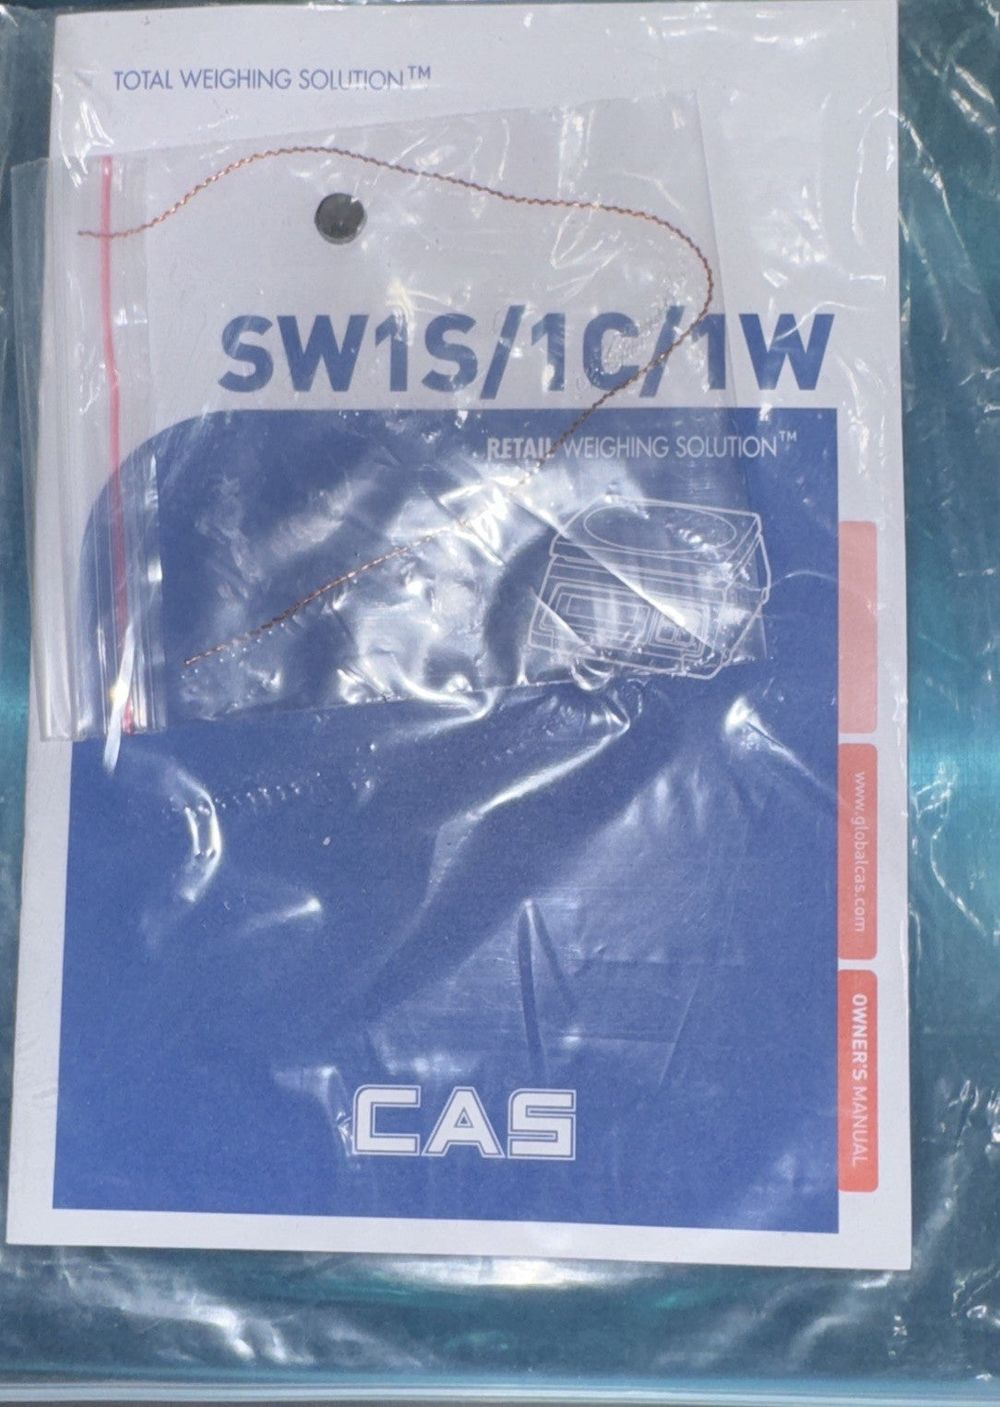 TOTAL WEIGHING SOLUTION™
SW1S/1C/1W
RETAIL WEIGHING SOLUTION™
www.globalcas.com
OWNER'S MANUAL
CAS